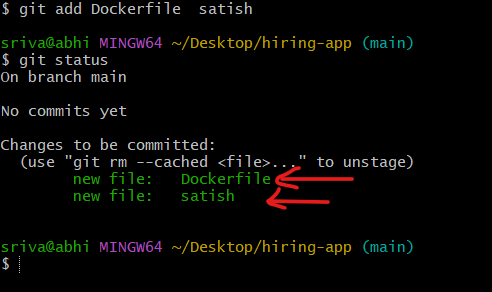 $ git add Dockerfile  satish
sriva@abhi MINGW64 ~/Desktop/hiring-app (main)
$ git status
On branch main
No commits yet
Changes to be committed:
  (use "git rm --cached <file>..." to unstage)
        new file:   Dockerfile
        new file:   satish
sriva@abhi MINGW64 ~/Desktop/hiring-app (main)
$